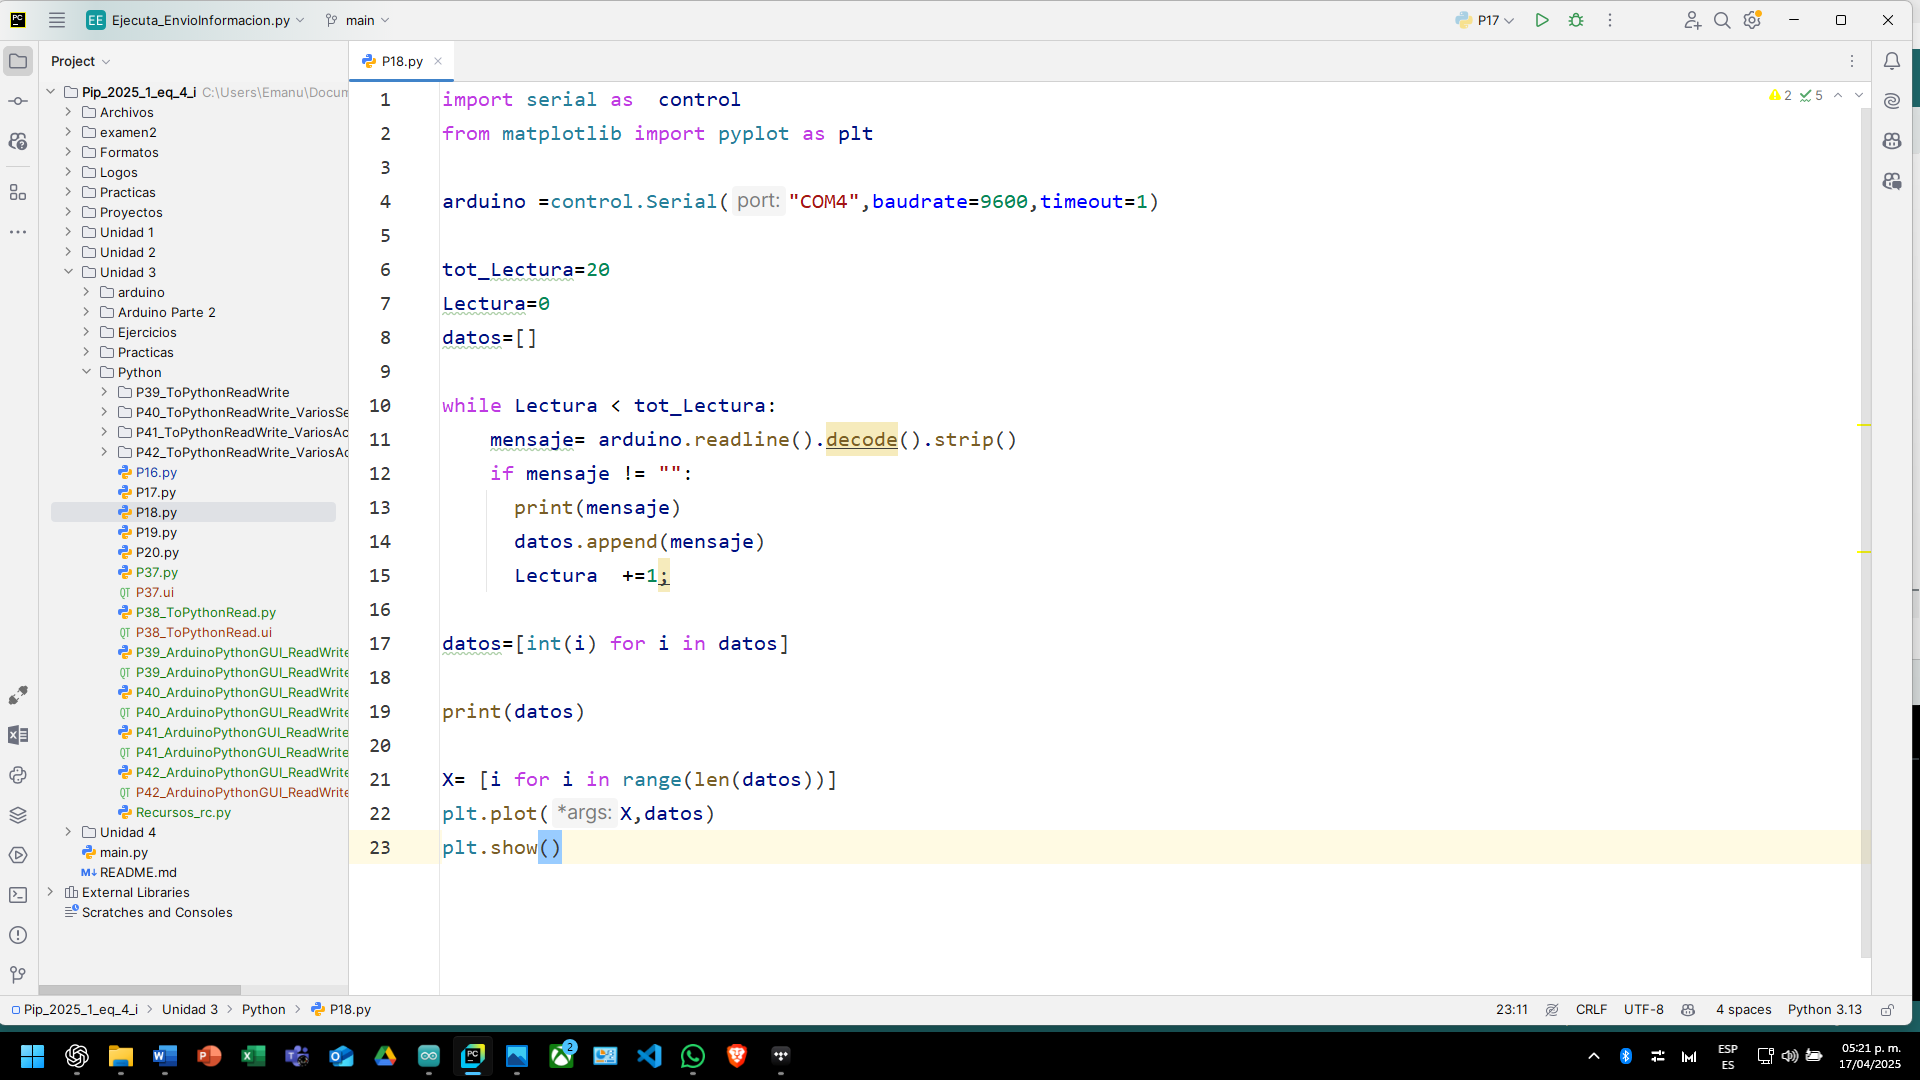 EE Ejecuta_EnvioInformacion.py main P17
Project
P18.py
Pip_2025_1_eq_4_i C:\Users\Emanu\Docum
Archivos
examen2
Formatos
Logos
Practicas
Proyectos
Unidad 1
Unidad 2
Unidad 3
arduino
Arduino Parte 2
Ejercicios
Practicas
Python
P39_ToPythonReadWrite
P40_ToPythonReadWrite_VariosSe
P41_ToPythonReadWrite_VariosAc
P42_ToPythonReadWrite_VariosAc
P16.py
P17.py
P18.py
P19.py
P20.py
P37.py
QT P37.ui
P38_ToPythonRead.py
QT P38_ToPythonRead.ui
P39_ArduinoPythonGUI_ReadWrite
QT P39_ArduinoPythonGUI_ReadWrite
P40_ArduinoPythonGUI_ReadWrite
QT P40_ArduinoPythonGUI_ReadWrite
P41_ArduinoPythonGUI_ReadWrite
QT P41_ArduinoPythonGUI_ReadWrite
P42_ArduinoPythonGUI_ReadWrite
QT P42_ArduinoPythonGUI_ReadWrite
Recursos_rc.py
Unidad 4
main.py
M↓ README.md
External Libraries
Scratches and Consoles
2 5
1 import serial as  control
2 from matplotlib import pyplot as plt
3
4 arduino =control.Serial( port: "COM4",baudrate=9600,timeout=1)
5
6 tot_Lectura=20
7 Lectura=0
8 datos=[]
9
10 while Lectura < tot_Lectura:
11     mensaje= arduino.readline().decode().strip()
12     if mensaje != "":
13       print(mensaje)
14       datos.append(mensaje)
15       Lectura  +=1;
16
17 datos=[int(i) for i in datos]
18
19 print(datos)
20
21 X= [i for i in range(len(datos))]
22 plt.plot( *args: X,datos)
23 plt.show()
Pip_2025_1_eq_4_i > Unidad 3 > Python > P18.py
23:11 CRLF UTF-8 4 spaces Python 3.13
2
ESP
ES
05:21 p. m.
17/04/2025